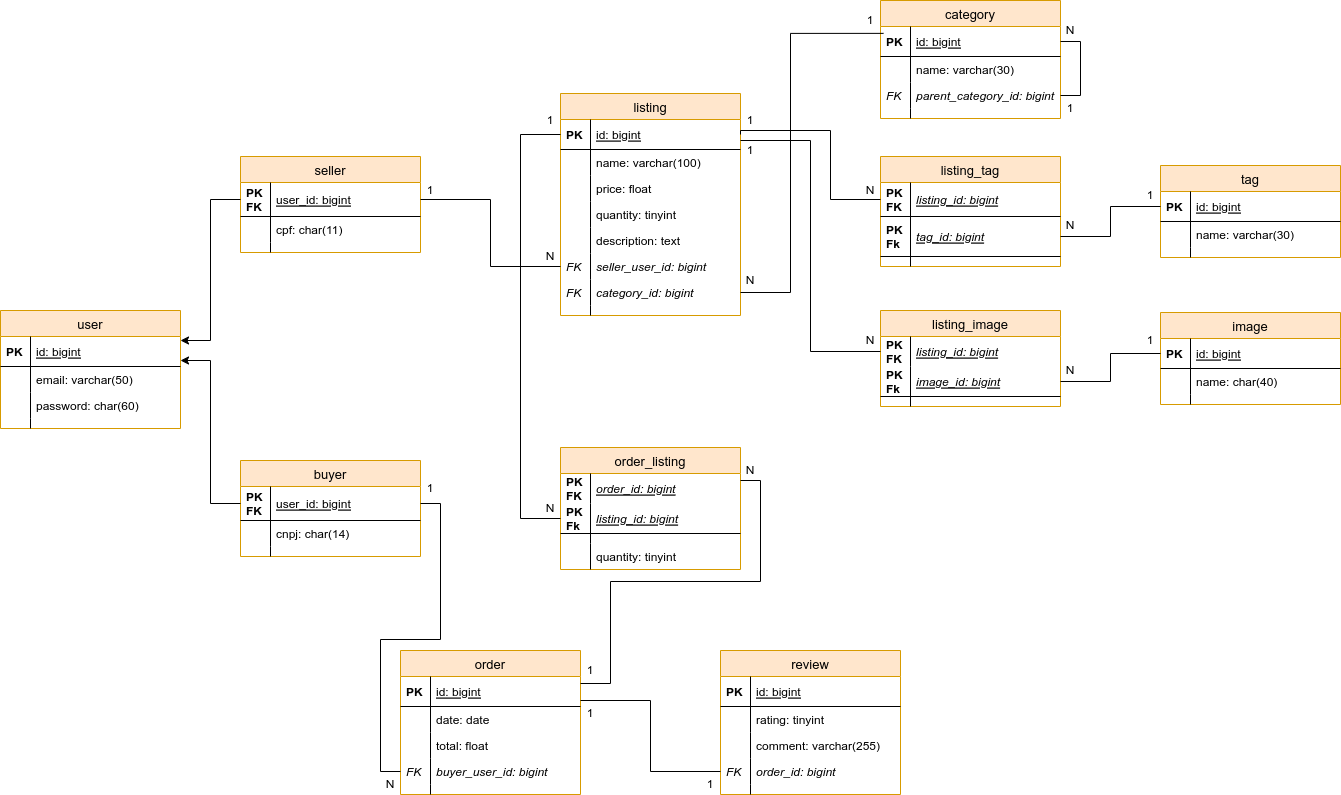 category
PK id: bigint
name: varchar(30)
FK parent_category_id: bigint
1
N
1
listing
PK id: bigint
name: varchar(100)
price: float
quantity: tinyint
description: text
FK seller_user_id: bigint
FK category_id: bigint
1
1
1
N
N
seller
PK
FK
user_id: bigint
cpf: char(11)
1
listing_tag
PK
FK
listing_id: bigint
PK
Fk
tag_id: bigint
N
N
tag
PK id: bigint
name: varchar(30)
1
user
PK id: bigint
email: varchar(50)
password: char(60)
listing_image
PK
FK
listing_id: bigint
PK
Fk
image_id: bigint
N
N
image
PK id: bigint
name: char(40)
1
buyer
PK
FK
user_id: bigint
cnpj: char(14)
1
order_listing
PK
FK
order_id: bigint
PK
Fk
listing_id: bigint
quantity: tinyint
N
N
order
PK id: bigint
date: date
total: float
FK buyer_user_id: bigint
1
1
N
review
PK id: bigint
rating: tinyint
comment: varchar(255)
FK order_id: bigint
1